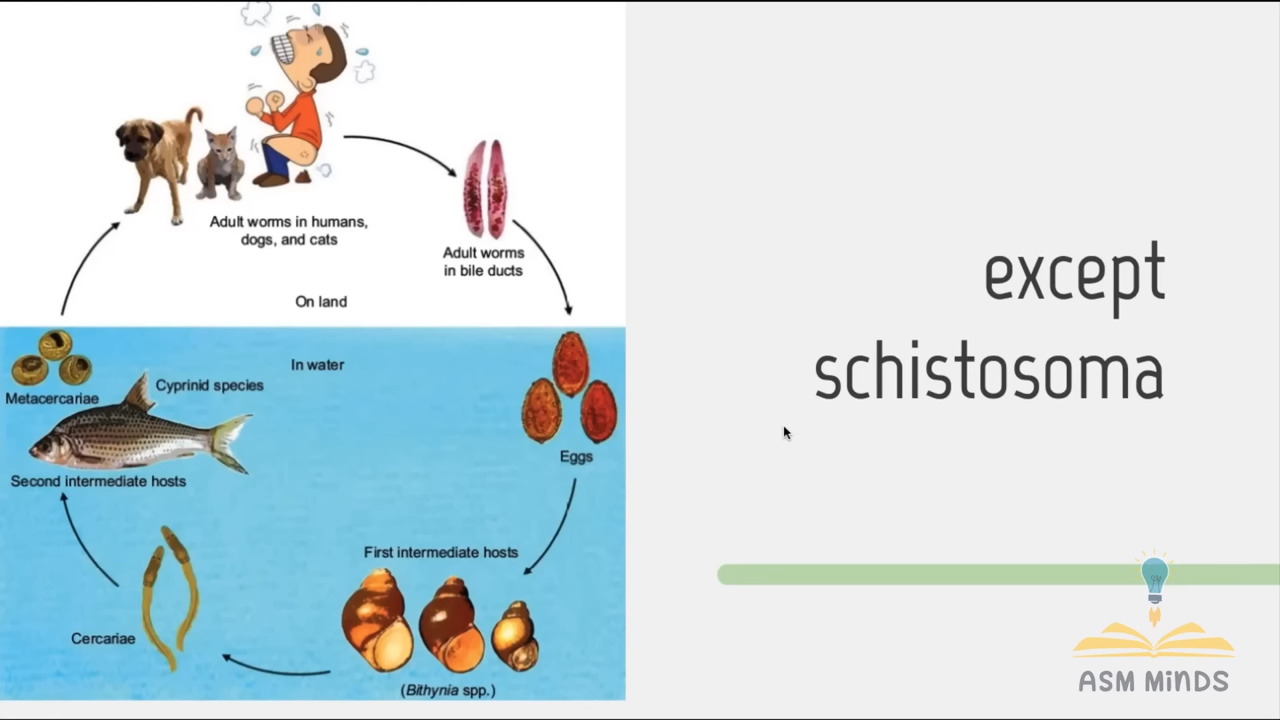 Adult worms in humans,
dogs, and cats
Adult worms
in bile ducts
On land
In water
Metacercariae
Cyprinid species
Second intermediate hosts
Eggs
First intermediate hosts
Cercariae
(Bithynia spp.)
except
schistosoma
ASM MiNDS